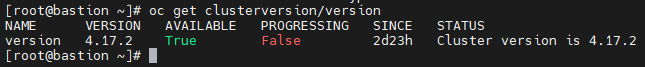 [root@bastion ~]# oc get clusterversion/version
NAME      VERSION   AVAILABLE   PROGRESSING   SINCE   STATUS
version   4.17.2    True        False         2d23h   Cluster version is 4.17.2
[root@bastion ~]#